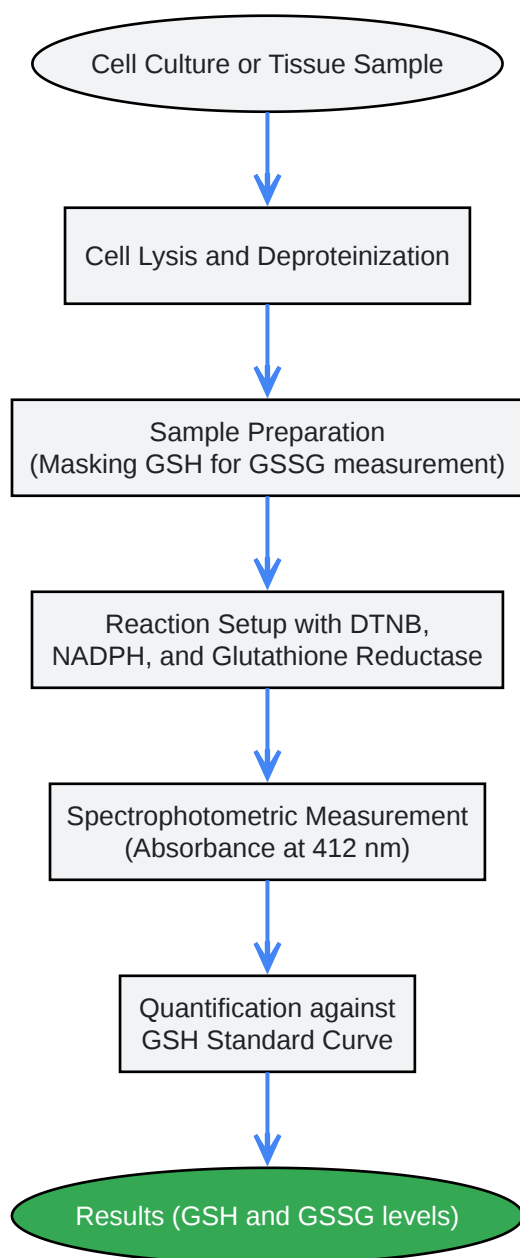 Cell Culture or Tissue Sample
Cell Lysis and Deproteinization
Sample Preparation
(Masking GSH for GSSG measurement)
Reaction Setup with DTNB,
NADPH, and Glutathione Reductase
Spectrophotometric Measurement
(Absorbance at 412 nm)
Quantification against
GSH Standard Curve
Results (GSH and GSSG levels)